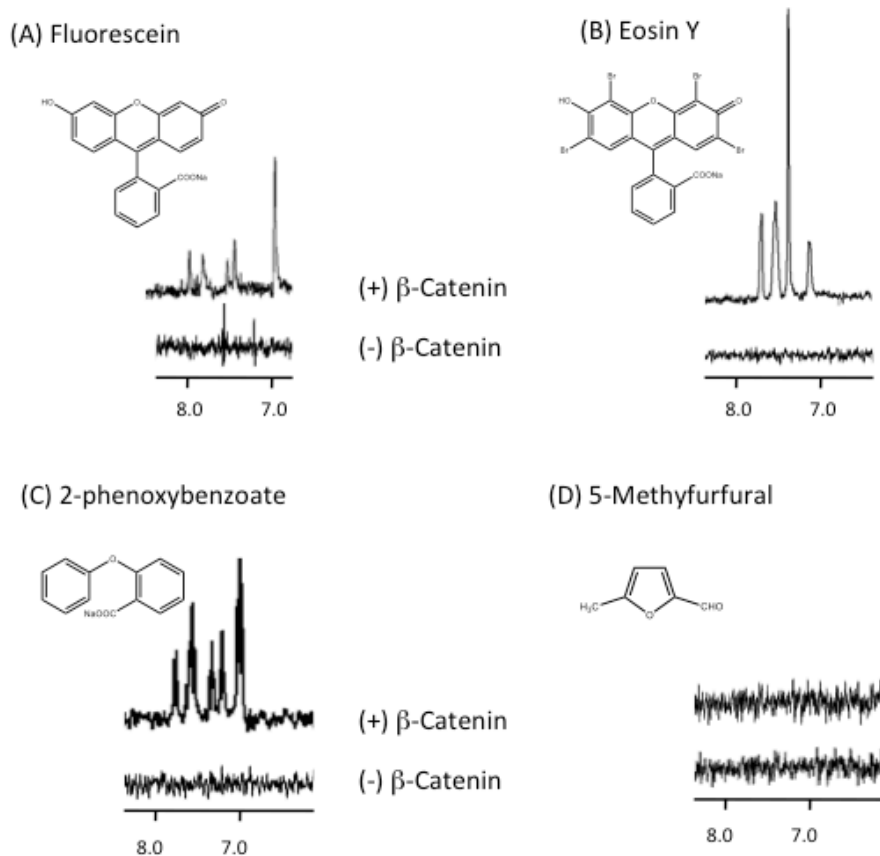 (A) Fluorescein
(B) Eosin Y
HO
O
O
COONa
Br
Br
HO
O
O
Br
Br
COONa
(+) β-Catenin
(-) β-Catenin
8.0 7.0
8.0 7.0
(C) 2-phenoxybenzoate
(D) 5-Methyfurfural
O
NaOOC
H₃C
O
CHO
(+) β-Catenin
(-) β-Catenin
8.0 7.0
8.0 7.0